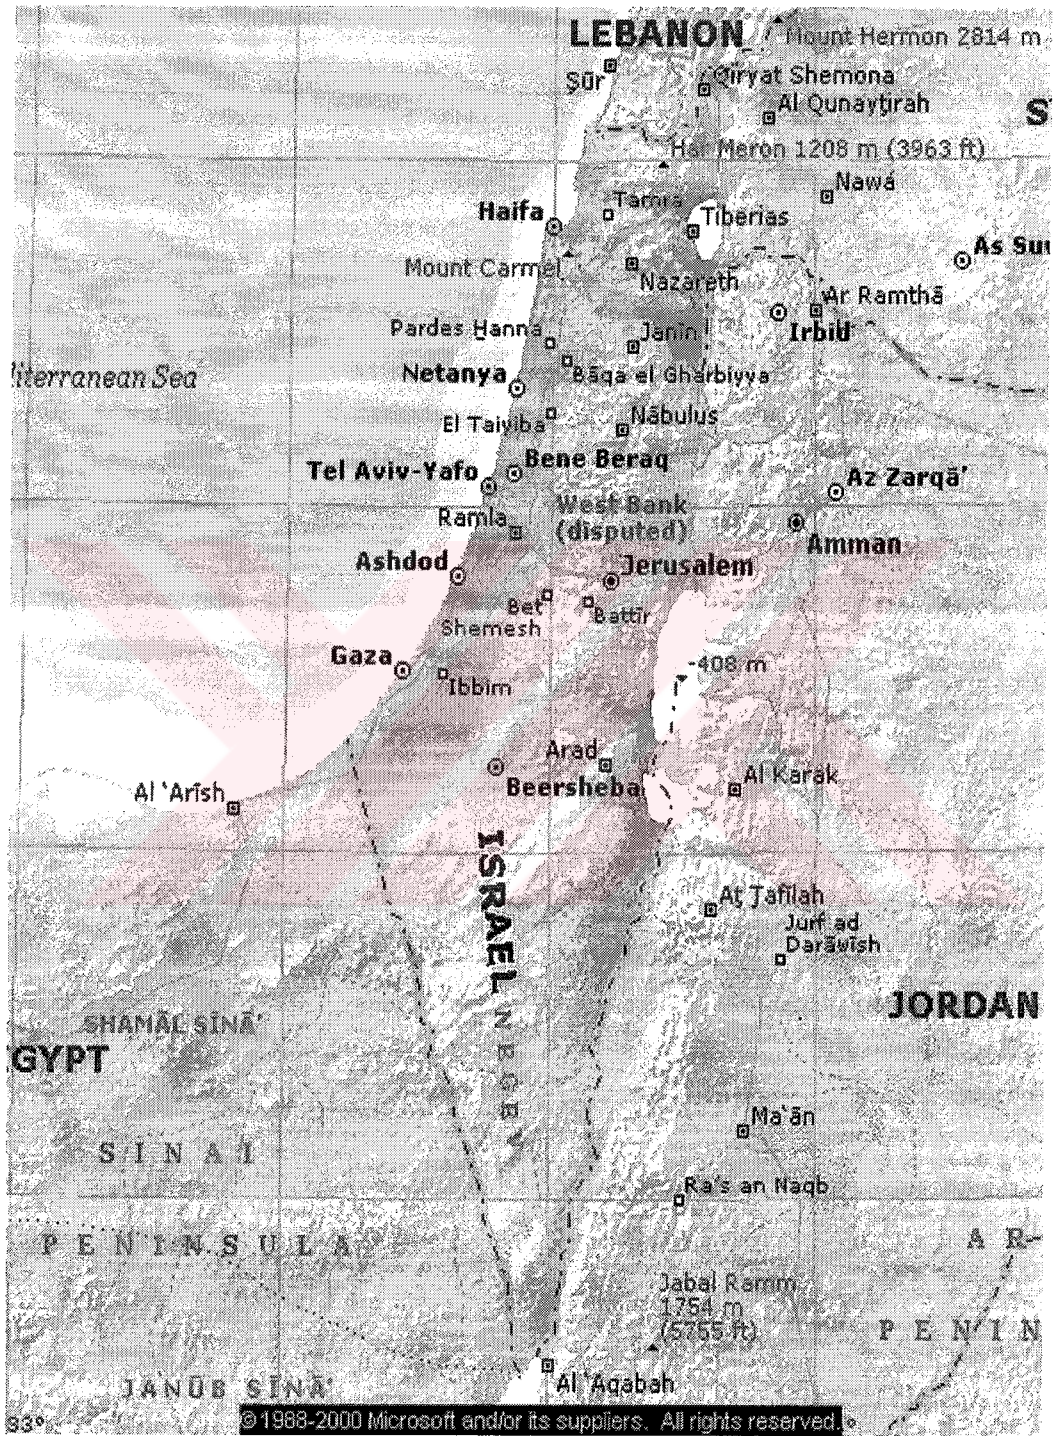 LEBANON
Mount Hermon 2814 m
Şūr
Qiryat Shemona
Al Qunayţirah
S
Har Meron 1208 m (3963 ft)
Nawá
Haifa
Tamra
Tiberias
As Su
Mount Carmel
Nazareth
Ar Ramthā
Irbid
Pardes Ḥanna
Janīn
iterranean Sea
Netanya
Bāqa el Gharbiyya
El Taiyiba
Nābulus
Tel Aviv-Yafo
Bene Beraq
Az Zarqā'
Ramla
West Bank
(disputed)
Amman
Ashdod
Jerusalem
Bet
Shemesh
Battīr
Gaza
Ibbim
-408 m
Arad
Al Karak
Al 'Arīsh
Beersheba
ISRAEL
Aţ Ţafīlah
Jurf ad
Darāwīsh
JORDAN
SHAMĀL SĪNĀ'
GYPT
NEGEV
Ma'ān
SINAI
Ra's an Naqb
PENINSULA
AR
Jabal Ramm
1754 m
(5755 ft)
PENIN
Al 'Aqabah
JANŪB SĪNĀ'
33°
©1988-2000 Microsoft and/or its suppliers. All rights reserved.